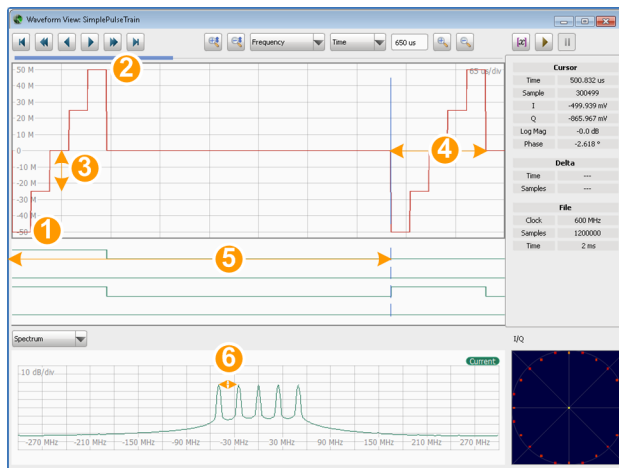 Waveform View: SimplePulseTrain
Frequency Time 650 us [x]
2
50 M 65 us/div
40 M
30 M
20 M
10 M
0
-10 M
-20 M
-30 M
-40 M
-50
3
4
1
5
Cursor
Time 500.832 us
Sample 300499
I -499.939 mV
Q -865.967 mV
Log Mag -0.0 dB
Phase -2.618 °
Delta
Time ---
Samples ---
File
Clock 600 MHz
Samples 1200000
Time 2 ms
Spectrum
I/Q
6
Current
10 dB/div
-270 MHz -210 MHz -150 MHz -90 MHz -30 MHz 30 MHz 90 MHz 150 MHz 210 MHz 270 MHz